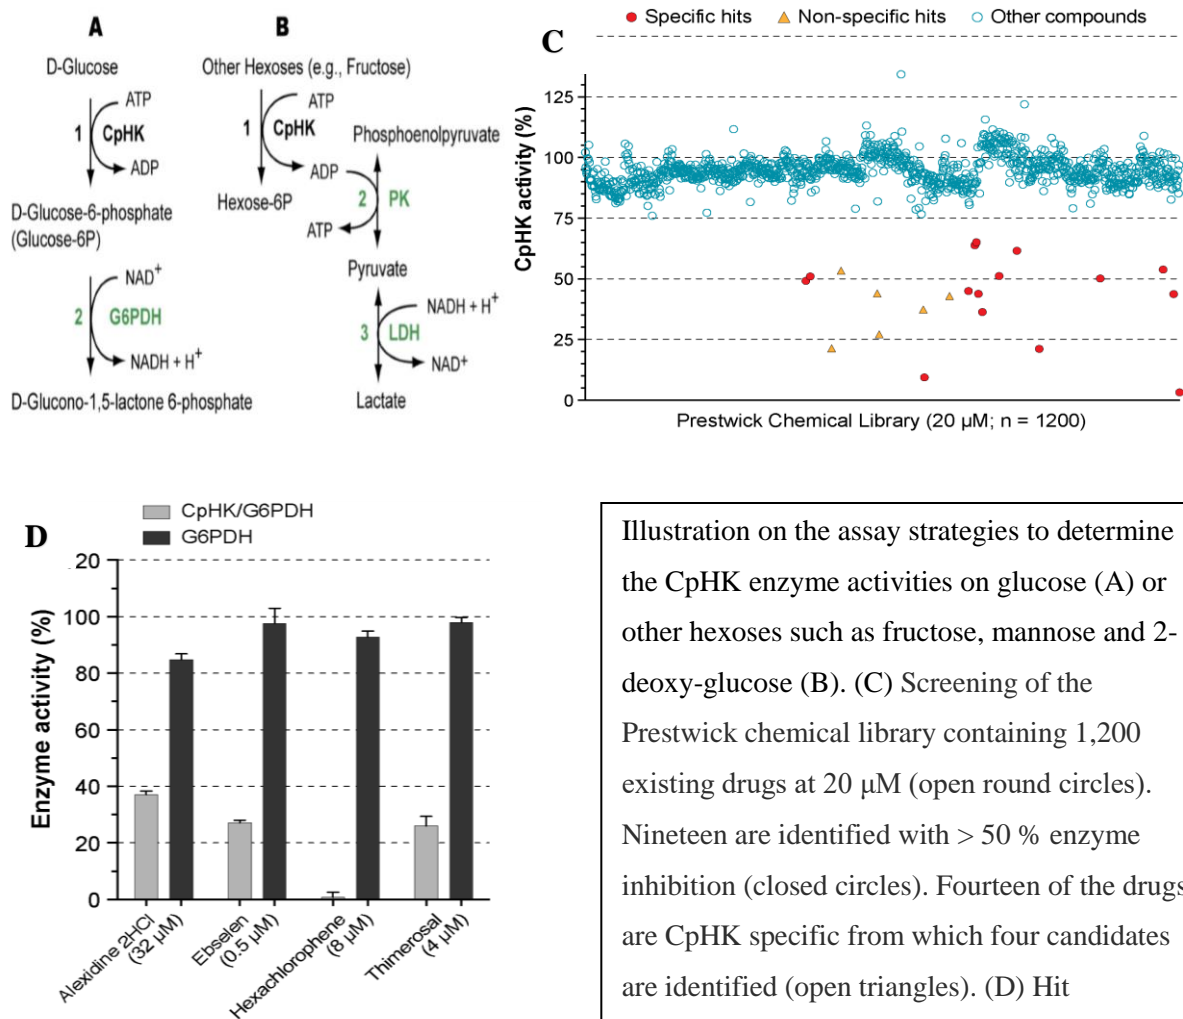 A
D-Glucose
ATP
1 CpHK
ADP
D-Glucose-6-phosphate
(Glucose-6P)
NAD+
2 G6PDH
NADH + H+
D-Glucono-1,5-lactone 6-phosphate
B
Other Hexoses (e.g., Fructose)
ATP
1 CpHK
Phosphoenolpyruvate
ADP
Hexose-6P
2 PK
ATP
Pyruvate
NADH + H+
3 LDH
NAD+
Lactate
C
Specific hits
Non-specific hits
Other compounds
CpHK activity (%)
125
100
75
50
25
0
Prestwick Chemical Library (20 µM; n = 1200)
D
CpHK/G6PDH
G6PDH
Enzyme activity (%)
20
100
80
60
40
20
0
Alexidine 2HCl
(32 µM)
Ebselen
(0.5 µM)
Hexachlorophene
(8 µM)
Thimerosal
(4 µM)
Illustration on the assay strategies to determine
the CpHK enzyme activities on glucose (A) or
other hexoses such as fructose, mannose and 2-
deoxy-glucose (B). (C) Screening of the
Prestwick chemical library containing 1,200
existing drugs at 20 µM (open round circles).
Nineteen are identified with > 50 % enzyme
inhibition (closed circles). Fourteen of the drugs
are CpHK specific from which four candidates
are identified (open triangles). (D) Hit